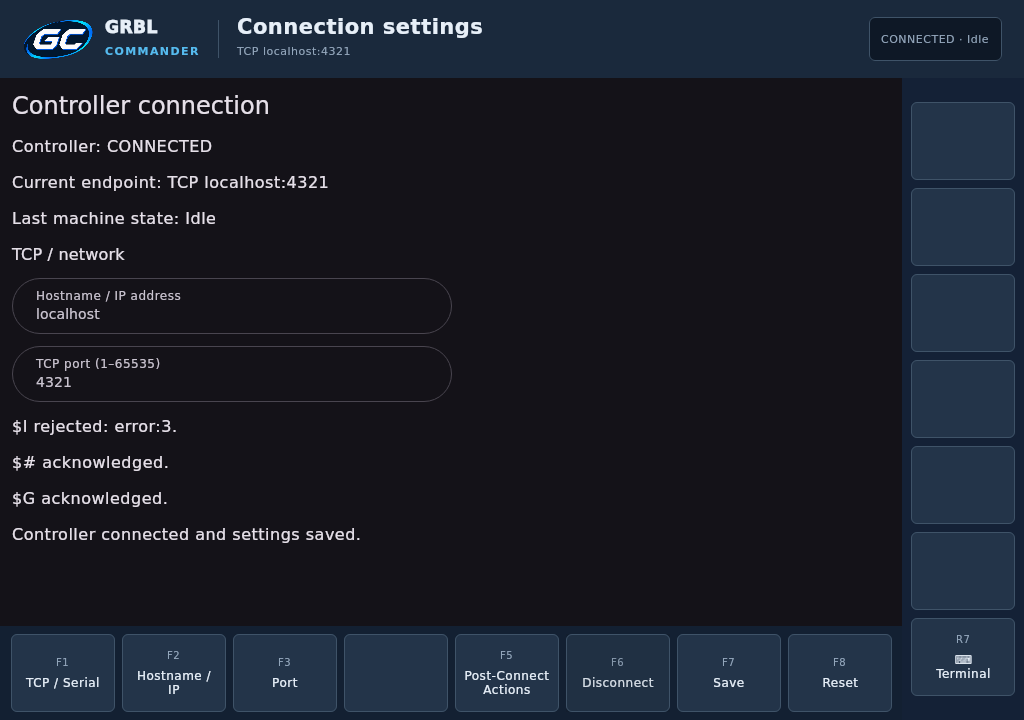 GC
GRBL
COMMANDER
Connection settings
TCP localhost:4321
CONNECTED · Idle
Controller connection
Controller: CONNECTED
Current endpoint: TCP localhost:4321
Last machine state: Idle
TCP / network
Hostname / IP address
localhost
TCP port (1–65535)
4321
$I rejected: error:3.
$# acknowledged.
$G acknowledged.
Controller connected and settings saved.
F1
TCP / Serial
F2
Hostname /
IP
F3
Port
F5
Post-Connect
Actions
F6
Disconnect
F7
Save
F8
Reset
R7
Terminal